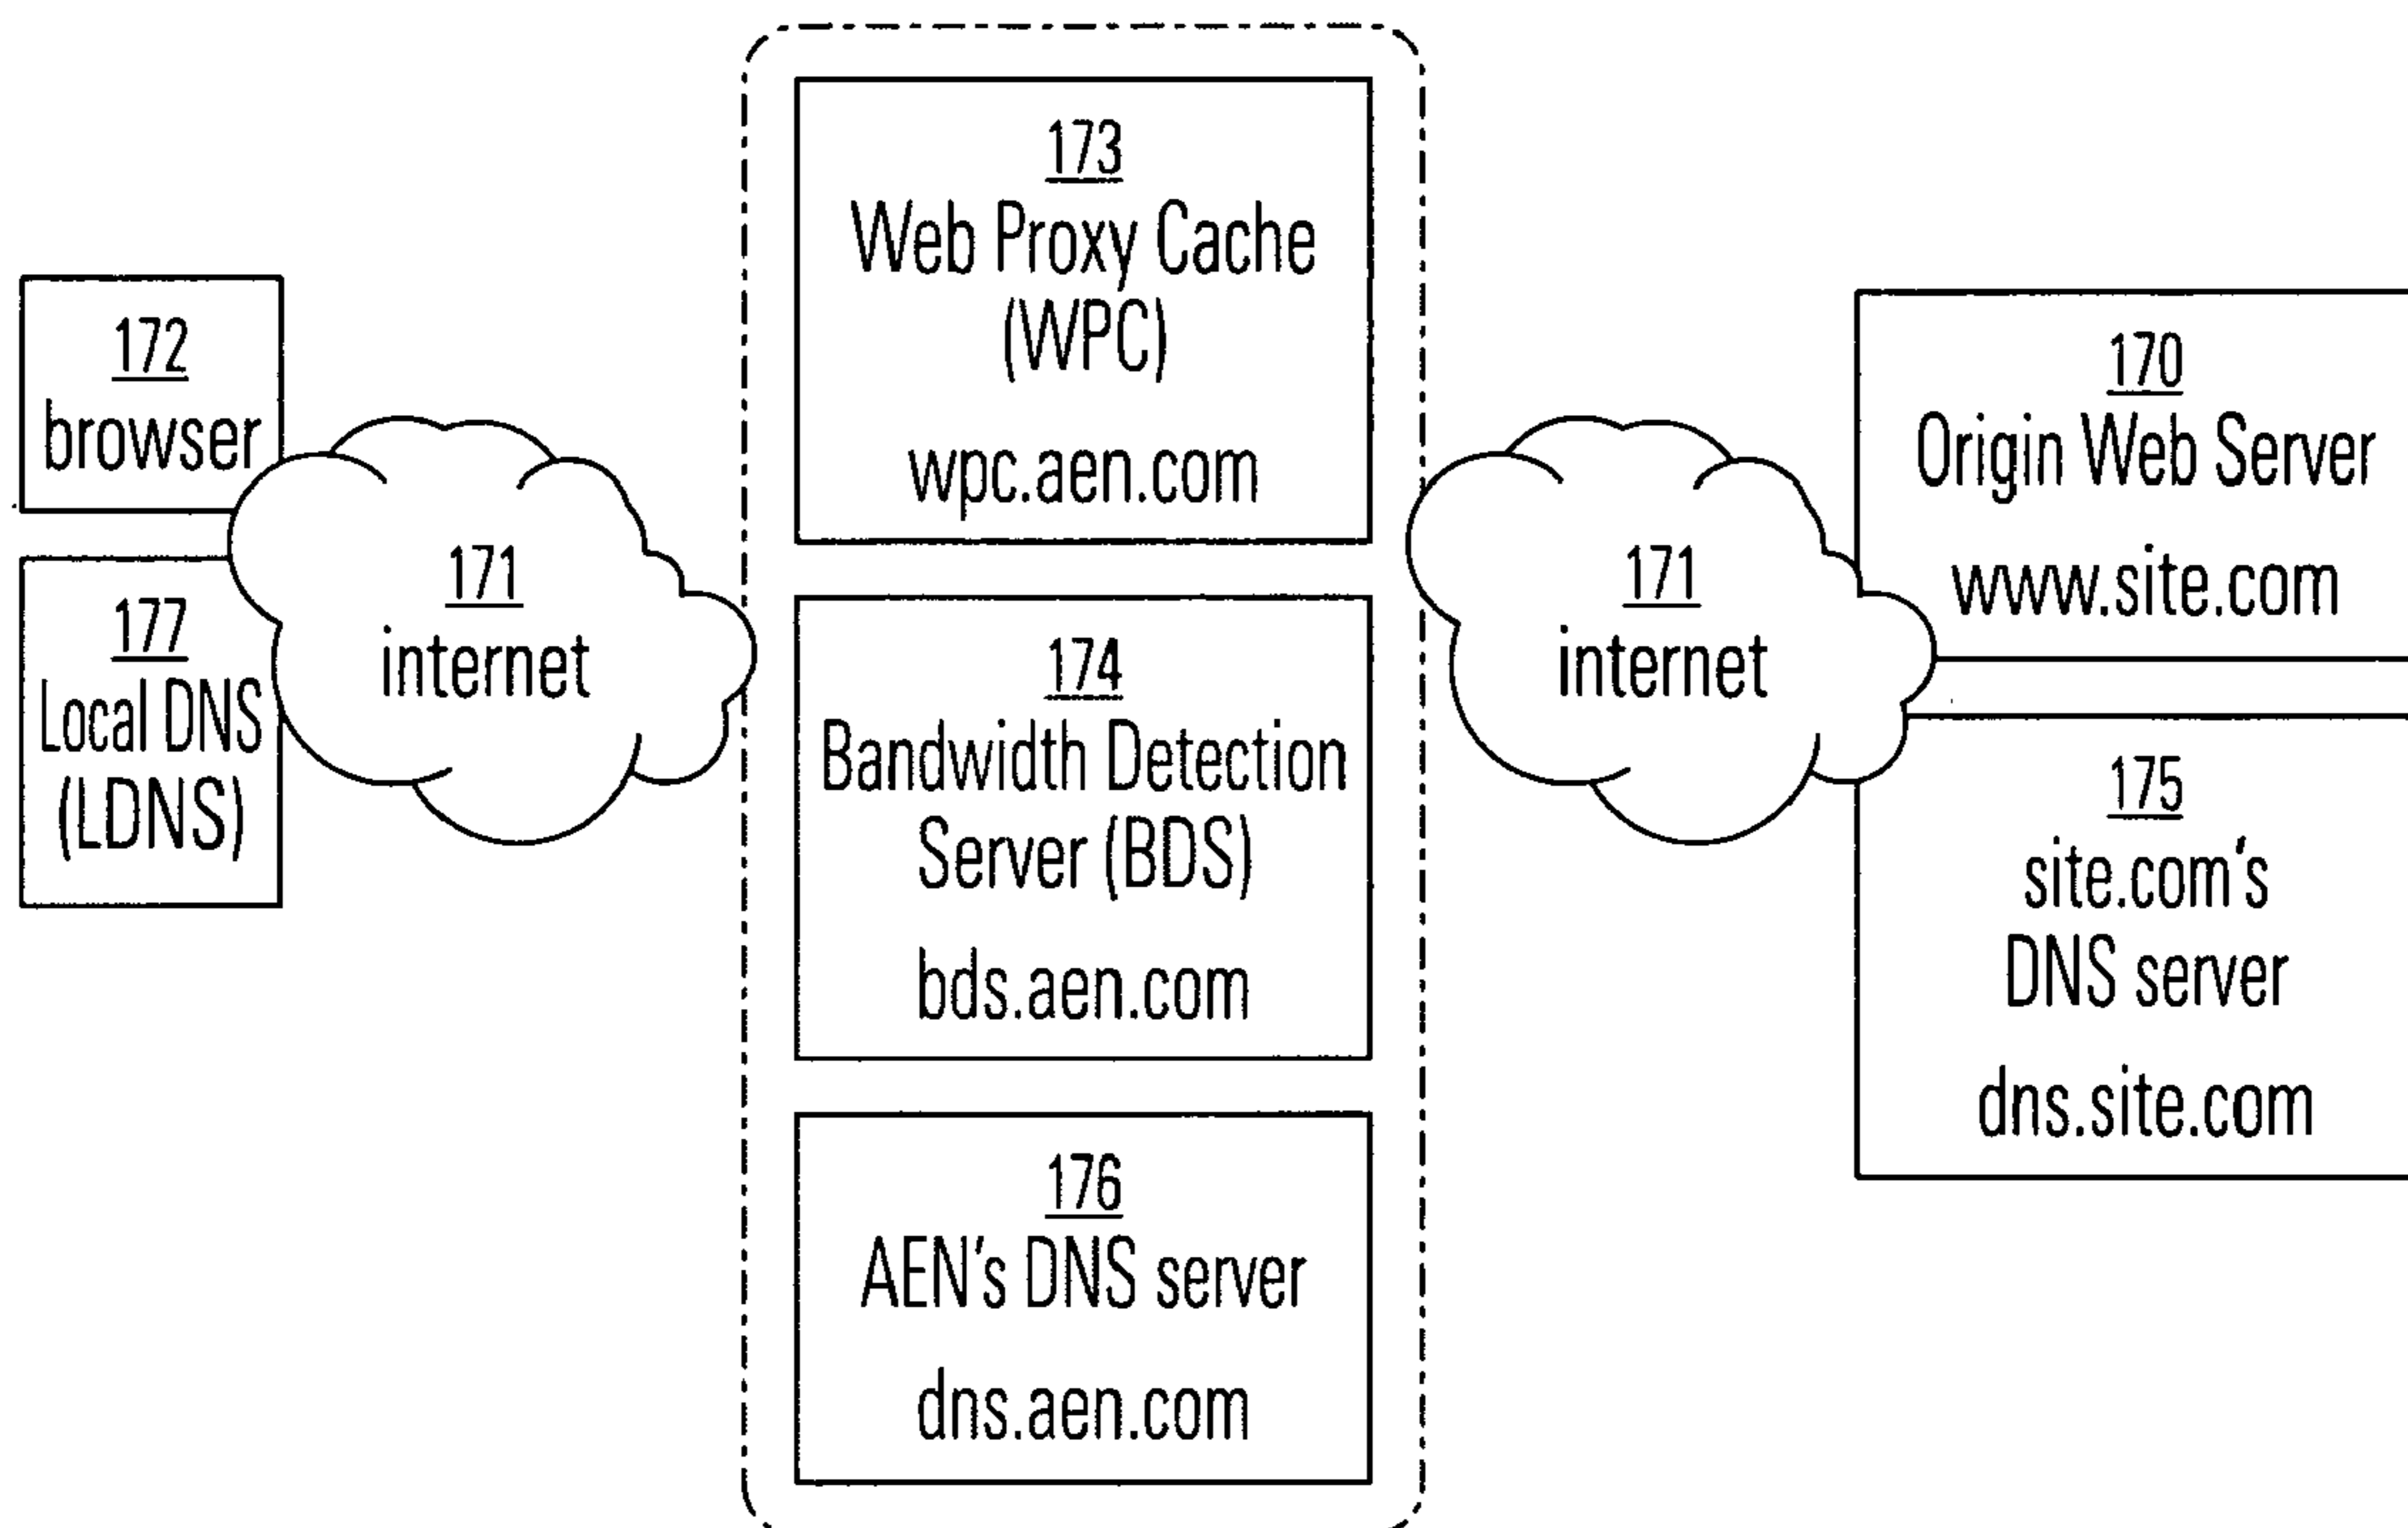 172
browser
177
Local DNS
(LDNS)
171
internet
173
Web Proxy Cache
(WPC)
wpc.aen.com
174
Bandwidth Detection
Server (BDS)
bds.aen.com
176
AEN's DNS server
dns.aen.com
171
internet
170
Origin Web Server
www.site.com
175
site.com's
DNS server
dns.site.com